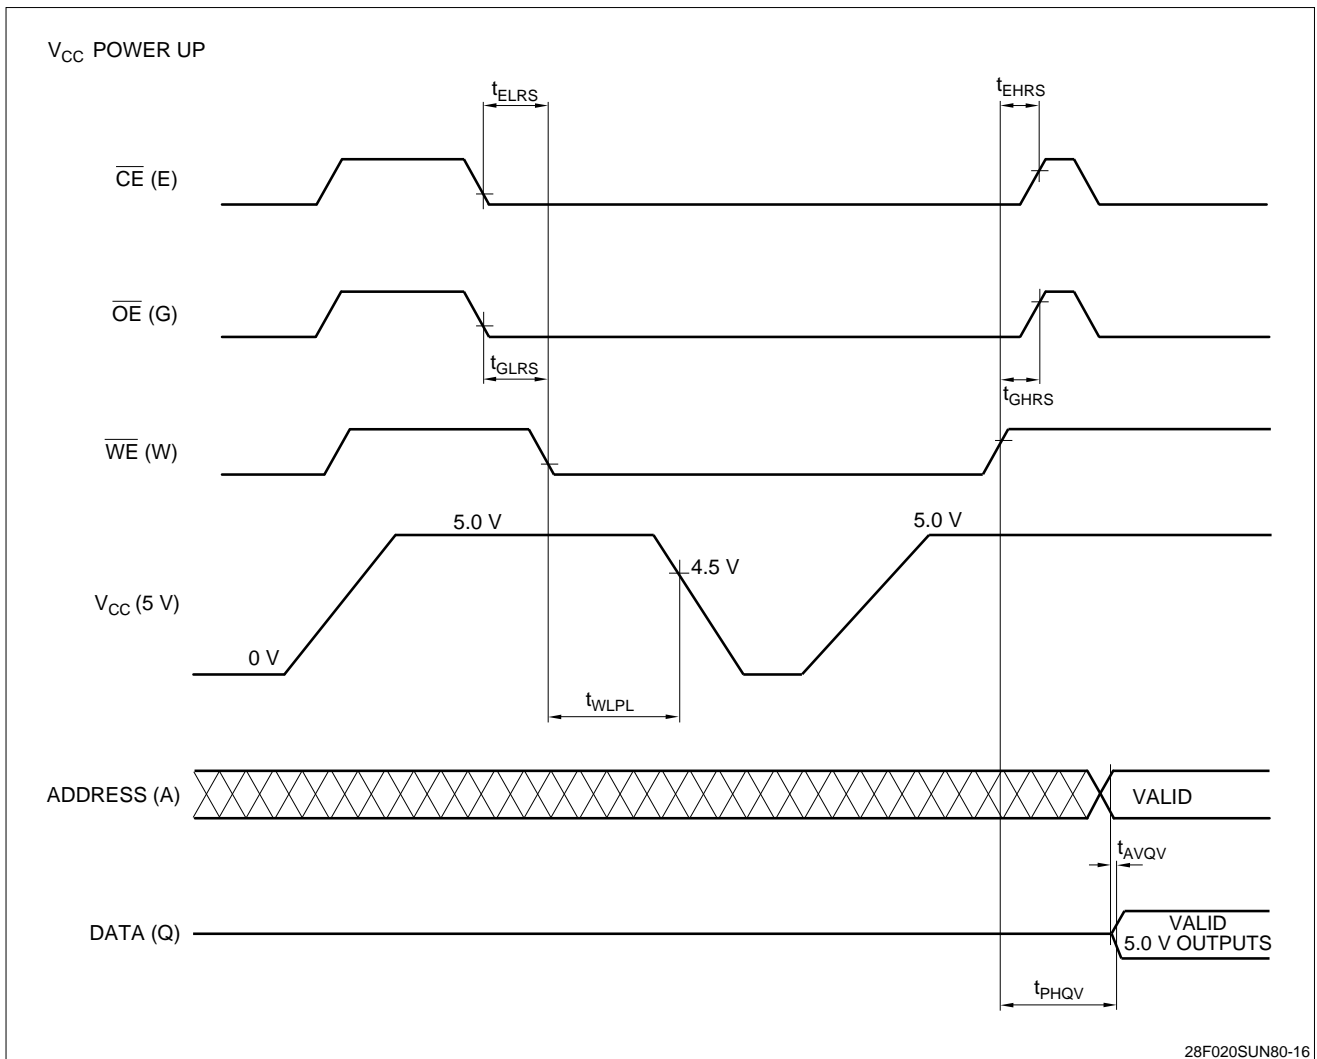 VCC POWER UP
tELRS
tEHRS
CE (E)
OE (G)
tGLRS
tGHRS
WE (W)
5.0 V
5.0 V
4.5 V
VCC (5 V)
0 V
tWLPL
ADDRESS (A)
VALID
tAVQV
DATA (Q)
VALID
5.0 V OUTPUTS
tPHQV
28F020SUN80-16